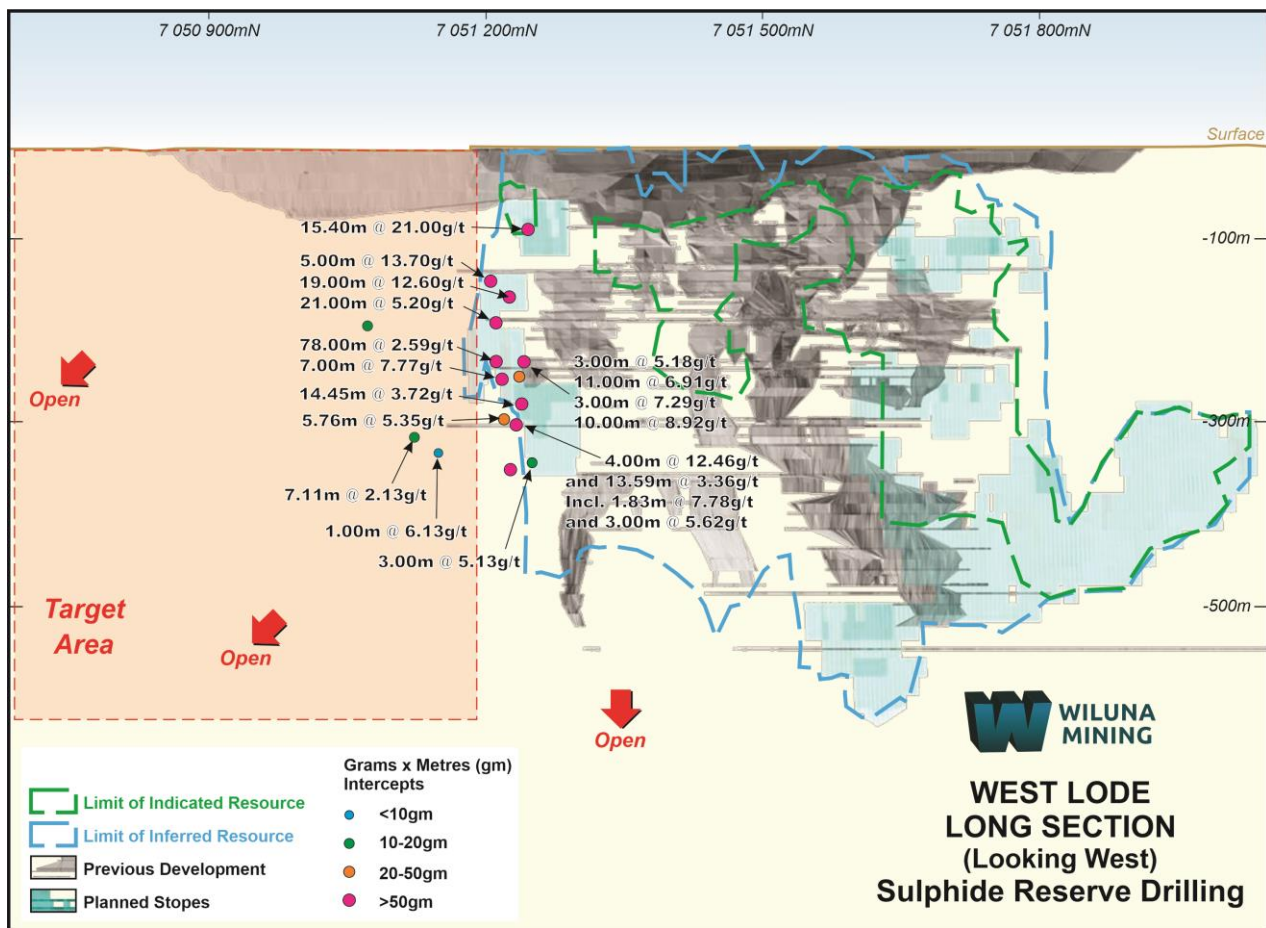 7 050 900mN
7 051 200mN
7 051 500mN
7 051 800mN
Surface
-100m
-300m
-500m
15.40m @ 21.00g/t
5.00m @ 13.70g/t
19.00m @ 12.60g/t
21.00m @ 5.20g/t
78.00m @ 2.59g/t
7.00m @ 7.77g/t
14.45m @ 3.72g/t
5.76m @ 5.35g/t
7.11m @ 2.13g/t
1.00m @ 6.13g/t
3.00m @ 5.13g/t
3.00m @ 5.18g/t
11.00m @ 6.91g/t
3.00m @ 7.29g/t
10.00m @ 8.92g/t
4.00m @ 12.46g/t
and 13.59m @ 3.36g/t
Incl. 1.83m @ 7.78g/t
and 3.00m @ 5.62g/t
Open
Target
Area
Open
Open
Limit of Indicated Resource
Limit of Inferred Resource
Previous Development
Planned Stopes
Grams x Metres (gm)
Intercepts
<10gm
10-20gm
20-50gm
>50gm
WILUNA
MINING
WEST LODE
LONG SECTION
(Looking West)
Sulphide Reserve Drilling